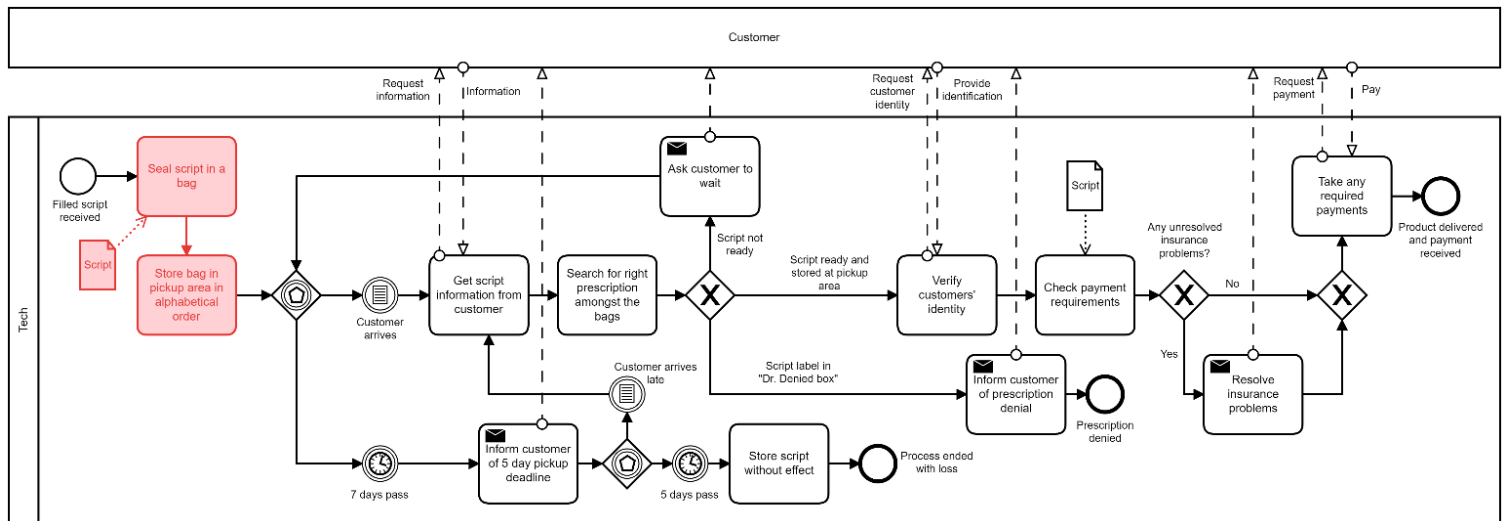 Customer
Request
information
Information
Request
customer
identity
Provide
identification
Request
payment
Pay
Tech
Filled script
received
Seal script in a
bag
Script
Store bag in
pickup area in
alphabetical
order
Customer
arrives
Get script
information from
customer
Search for right
prescription
amongst the
bags
Ask customer to
wait
Script not
ready
Script ready and
stored at pickup
area
Script label in
"Dr. Denied box"
Verify
customers'
identity
Script
Check payment
requirements
Any unresolved
insurance
problems?
No
Yes
Resolve
insurance
problems
Take any
required
payments
Product delivered
and payment
received
Inform customer
of prescription
denial
Prescription
denied
Customer arrives
late
7 days pass
Inform customer
of 5 day pickup
deadline
5 days pass
Store script
without effect
Process ended
with loss